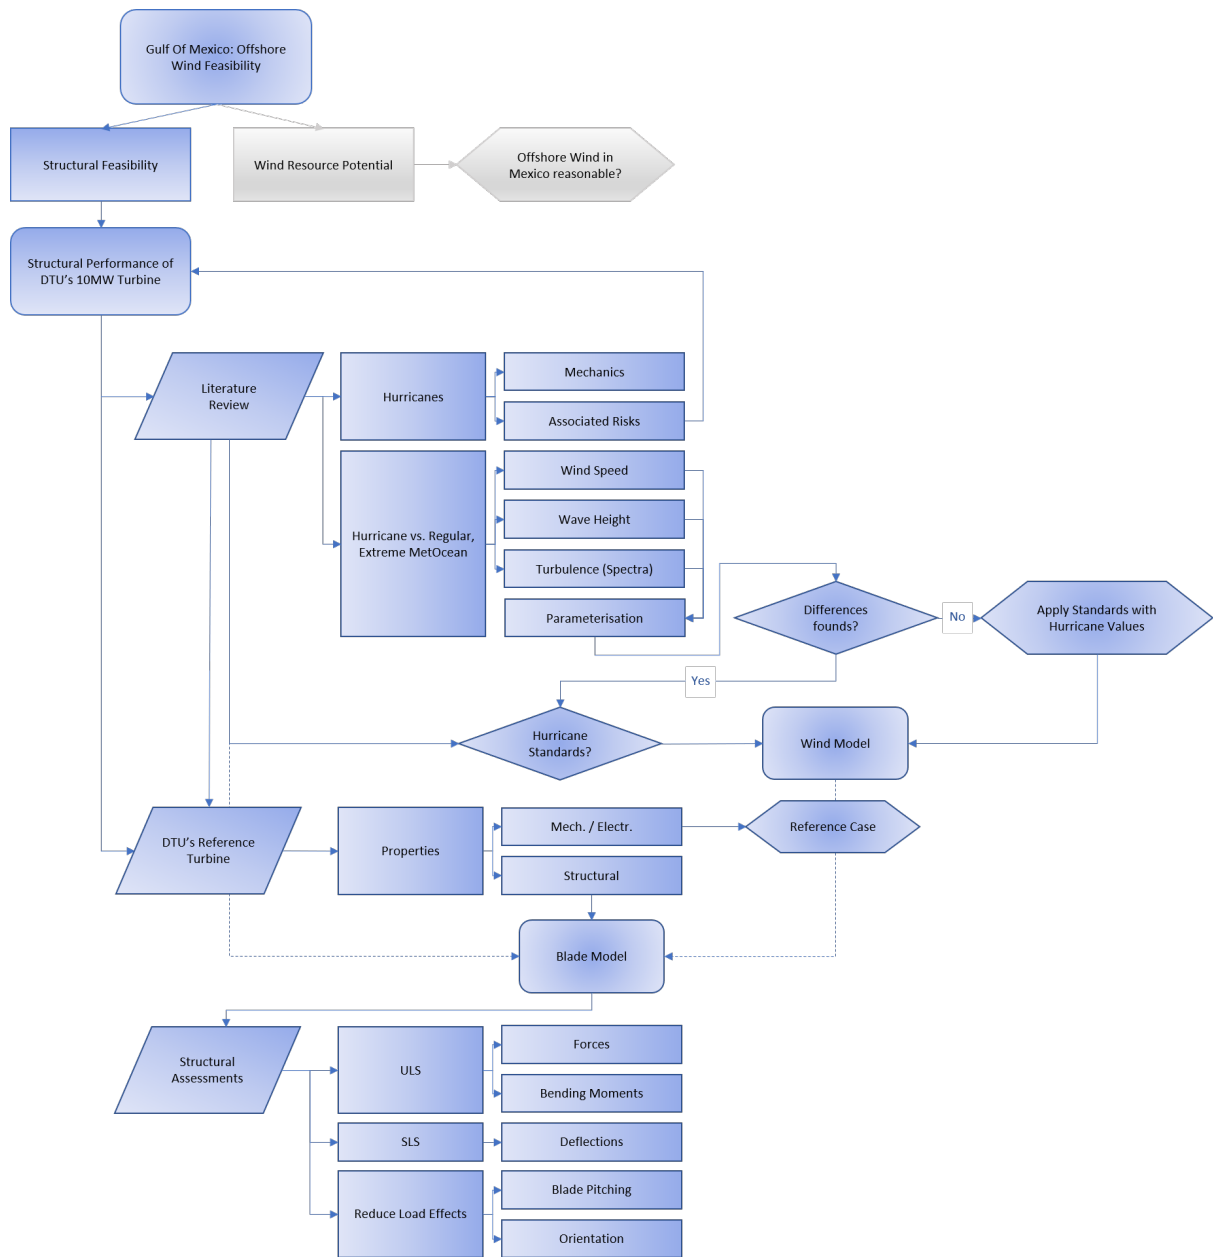 Gulf Of Mexico: Offshore
Wind Feasibility
Structural Feasibility
Wind Resource Potential
Offshore Wind in
Mexico reasonable?
Structural Performance of
DTU's 10MW Turbine
Literature
Review
Hurricanes
Mechanics
Associated Risks
Hurricane vs. Regular,
Extreme MetOcean
Wind Speed
Wave Height
Turbulence (Spectra)
Parameterisation
Differences
founds?
No
Apply Standards with
Hurricane Values
Yes
Hurricane
Standards?
Wind Model
DTU's Reference
Turbine
Properties
Mech. / Electr.
Structural
Reference Case
Blade Model
Structural
Assessments
ULS
Forces
Bending Moments
SLS
Deflections
Reduce Load Effects
Blade Pitching
Orientation